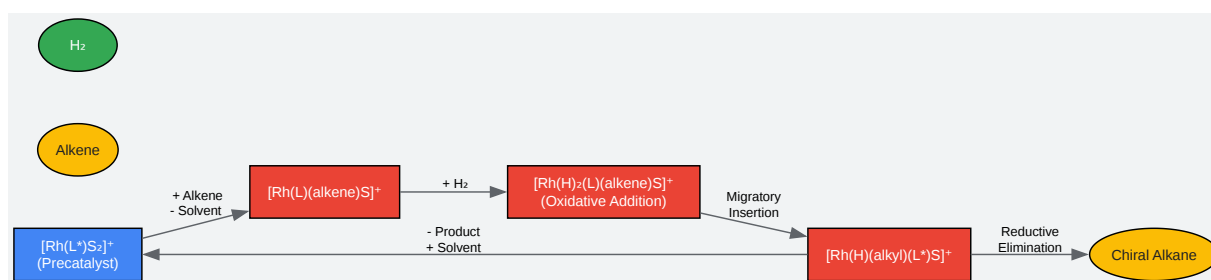 H₂
Alkene
+ Alkene
- Solvent
[Rh(L)(alkene)S]⁺
+ H₂
[Rh(H)₂(L)(alkene)S]⁺
(Oxidative Addition)
Migratory
Insertion
[Rh(L*)S₂]⁺
(Precatalyst)
- Product
+ Solvent
[Rh(H)(alkyl)(L*)S]⁺
Reductive
Elimination
Chiral Alkane